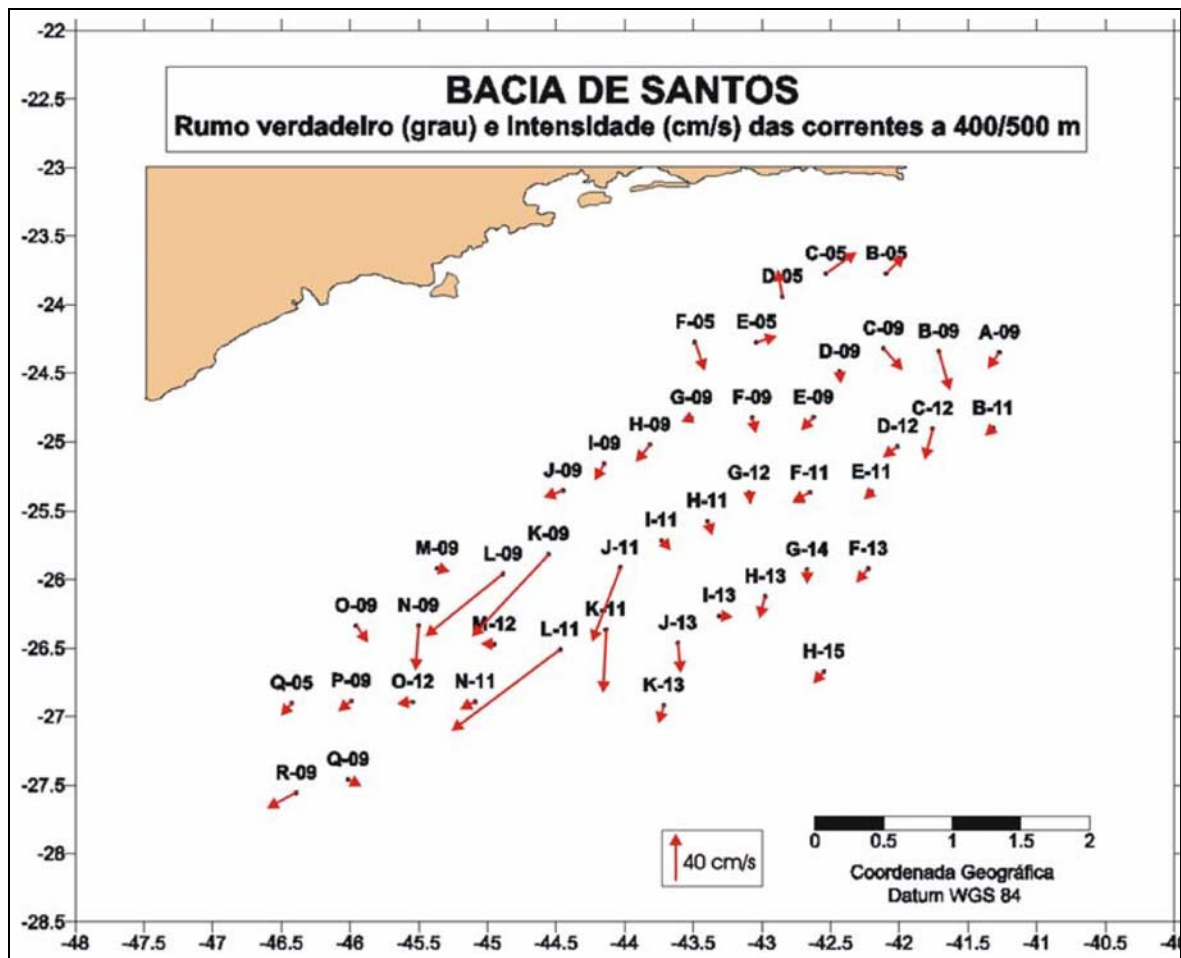 BACIA DE SANTOS
Rumo verdadeiro (grau) e Intensidade (cm/s) das correntes a 400/500 m
-22
-22.5
-23
-23.5
-24
-24.5
-25
-25.5
-26
-26.5
-27
-27.5
-28
-28.5
C-05 B-05
D-05
F-05 E-05
C-09 B-09 A-09
D-09
G-09 F-09 E-09
C-12 B-11
H-09 D-12
I-09
J-09 G-12 F-11 E-11
H-11
I-11
K-09
M-09 L-09 J-11 G-14 F-13
H-13
O-09 N-09 K-11 I-13
M-12 L-11 J-13
H-15
Q-05 P-09 O-12 N-11 K-13
Q-09
R-09
40 cm/s
0 0.5 1 1.5 2
Coordenada Geográfica
Datum WGS 84
-48 -47.5 -47 -46.5 -46 -45.5 -45 -44.5 -44 -43.5 -43 -42.5 -42 -41.5 -41 -40.5 -40